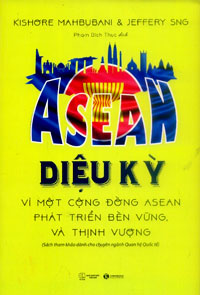 KISHORE MAHBUBANI & JEFFERY SNG
Phạm Dịch Thục Anh
ASEAN
DIỆU KỲ
VÌ MỘT CỘNG ĐỒNG ASEAN
PHÁT TRIỂN BỀN VỮNG,
VÀ THỊNH VƯỢNG
(Sách tham khảo dành cho chuyên ngành Quan hệ Quốc tế)